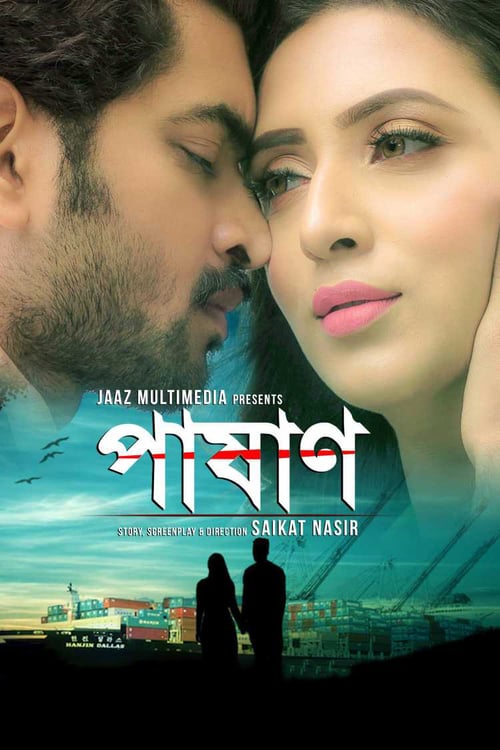 JAAZ MULTIMEDIA PRESENTS
পাষাণ
STORY, SCREENPLAY & DIRECTION SAIKAT NASIR
HANJIN DALLAS